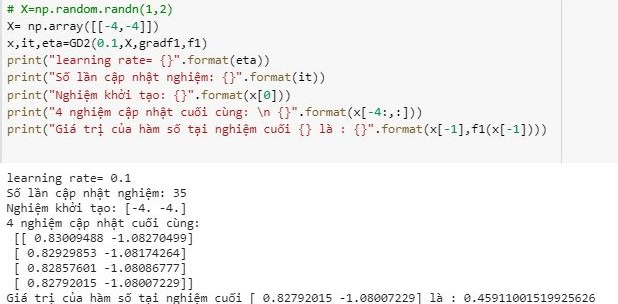 # X=np.random.randn(1,2)
X= np.array([[-4,-4]])
x,it,eta=GD2(0.1,X,gradf1,f1)
print("learning rate= {}".format(eta))
print("Số lần cập nhật nghiệm: {}".format(it))
print("Nghiệm khởi tạo: {}".format(x[0]))
print("4 nghiệm cập nhật cuối cùng: \n {}".format(x[-4:,:]))
print("Giá trị của hàm số tại nghiệm cuối {} là : {}".format(x[-1],f1(x[-1])))
learning rate= 0.1
Số lần cập nhật nghiệm: 35
Nghiệm khởi tạo: [-4. -4.]
4 nghiệm cập nhật cuối cùng:
[[ 0.83009488 -1.08270499]
[ 0.82929853 -1.08174264]
[ 0.82857601 -1.08086777]
[ 0.82792015 -1.08007229]]
Giá trị của hàm số tại nghiệm cuối [ 0.82792015 -1.08007229] là : 0.45911001519925626